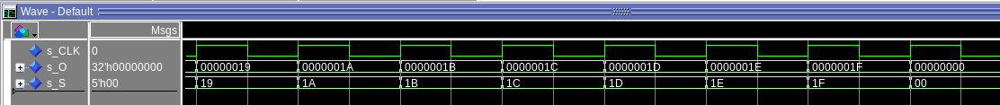 Wave - Default
Msgs
s_CLK 0
s_O 32'h00000000 00000019 0000001A 0000001B 0000001C 0000001D 0000001E 0000001F 00000000
s_S 5'h00 19 1A 1B 1C 1D 1E 1F 00